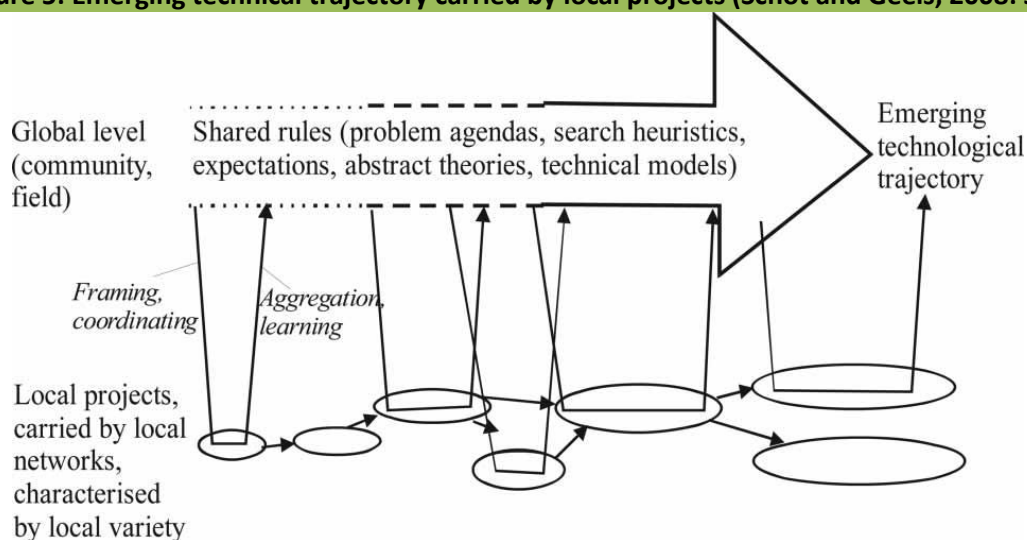 Emerging technical trajectory carried by local projects (Schot and Geels, 2008:
Global level
(community,
field)
Shared rules (problem agendas, search heuristics,
expectations, abstract theories, technical models)
Emerging
technological
trajectory
Framing,
coordinating
Aggregation,
learning
Local projects,
carried by local
networks,
characterised
by local variety